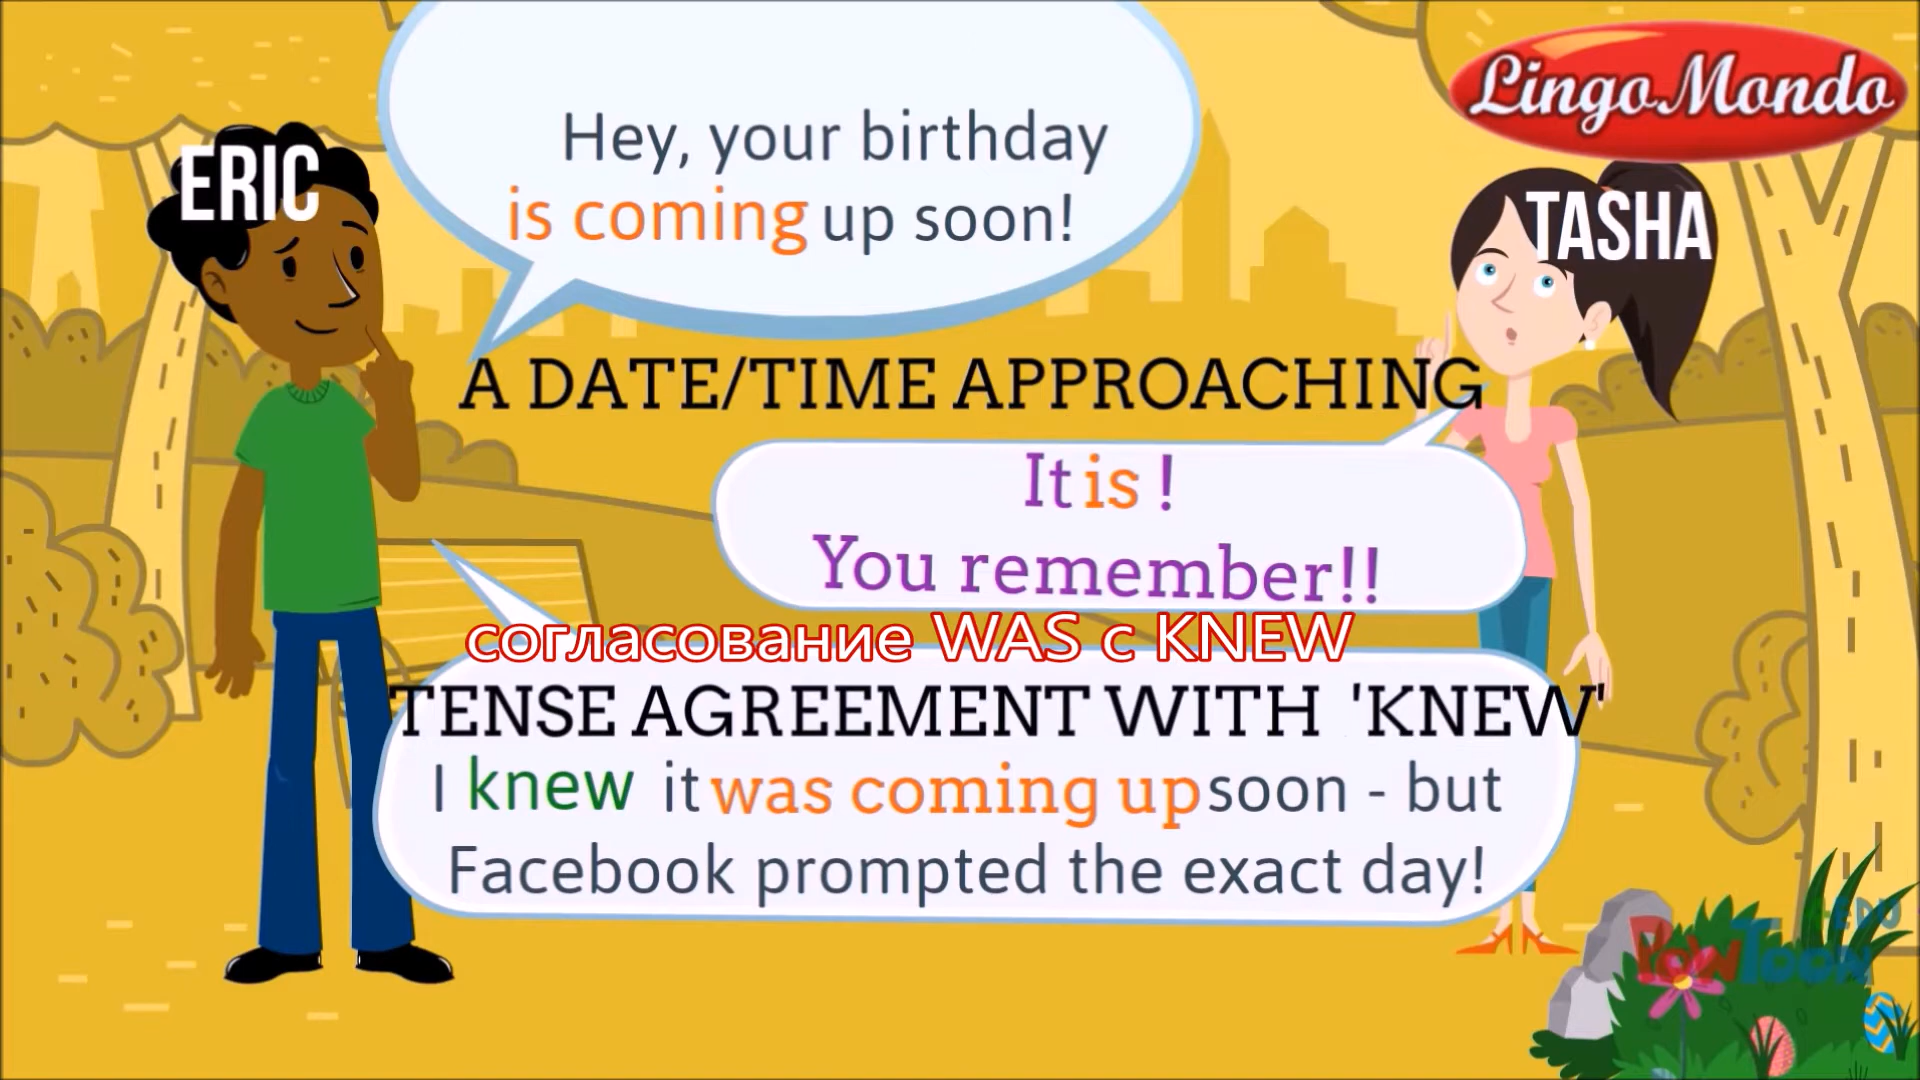 LingoMondo
ERIC
TASHA
Hey, your birthday
is coming up soon!
A DATE/TIME APPROACHING
It is !
You remember!!
согласование WAS с KNEW
TENSE AGREEMENT WITH 'KNEW'
I knew it was coming up soon - but
Facebook prompted the exact day!
EDU
POWTOON